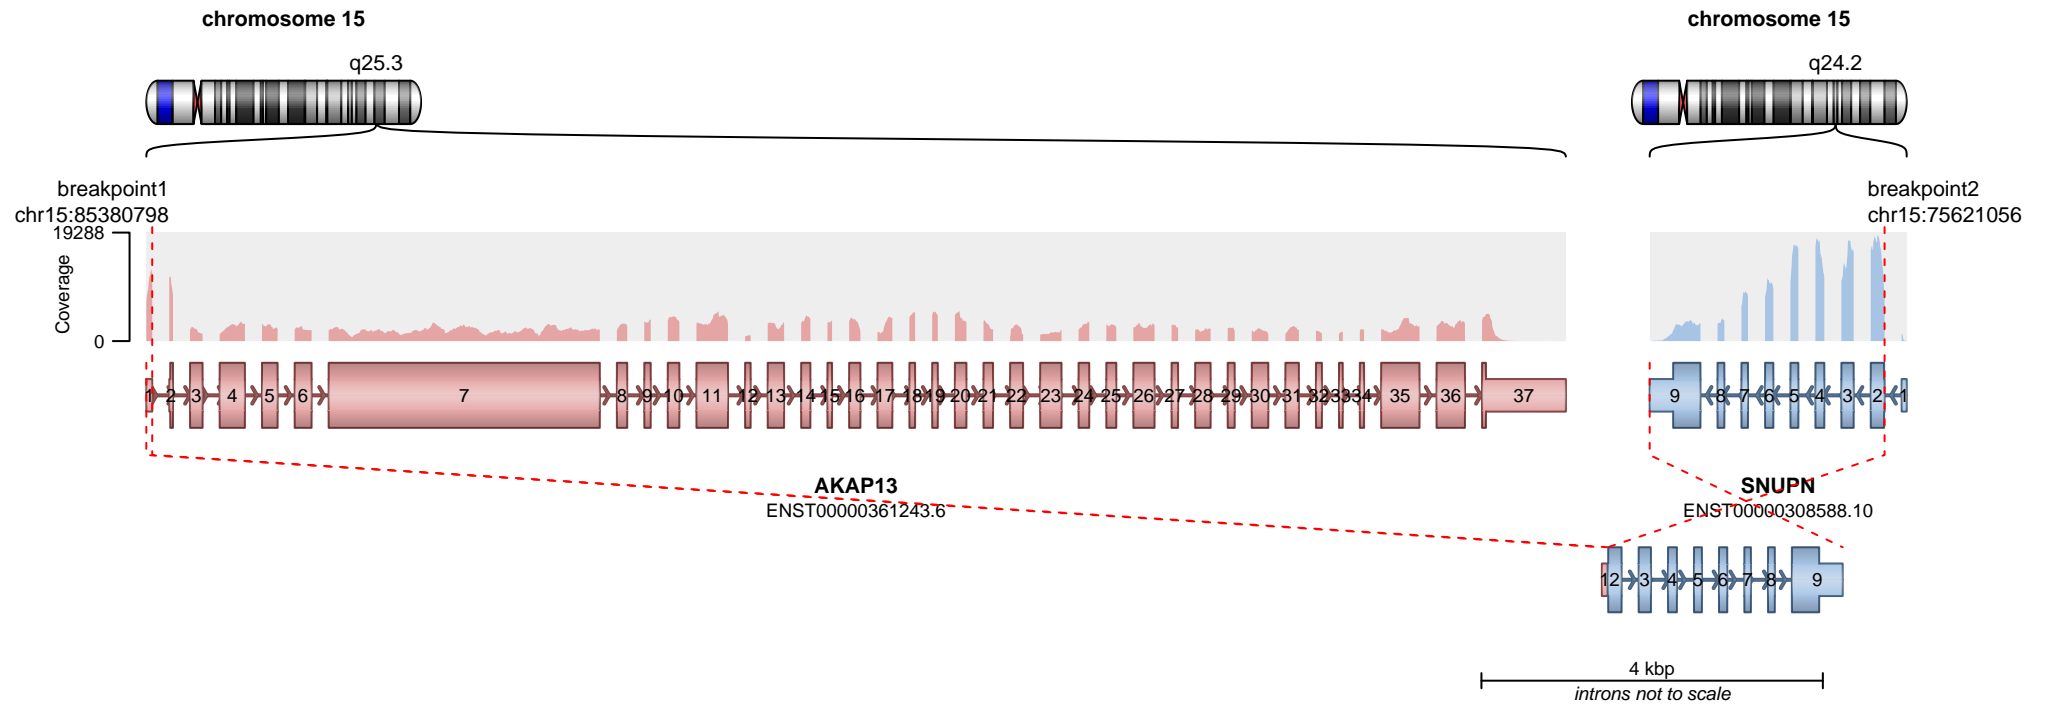 chromosome 15
chromosome 15
q25.3
q24.2
breakpoint1
chr15:85380798
breakpoint2
chr15:75621056
19288
Coverage
0
1 2 3 4 5 6 7 8 9 10 11 12 13 14 15 16 17 18 19 20 21 22 23 24 25 26 27 28 29 30 31 32 33 34 35 36 37
9 8 7 6 5 4 3 2 1
AKAP13
ENST00000361243.6
SNUPN
ENST00000308588.10
1 2 3 4 5 6 7 8 9
4 kbp
introns not to scale